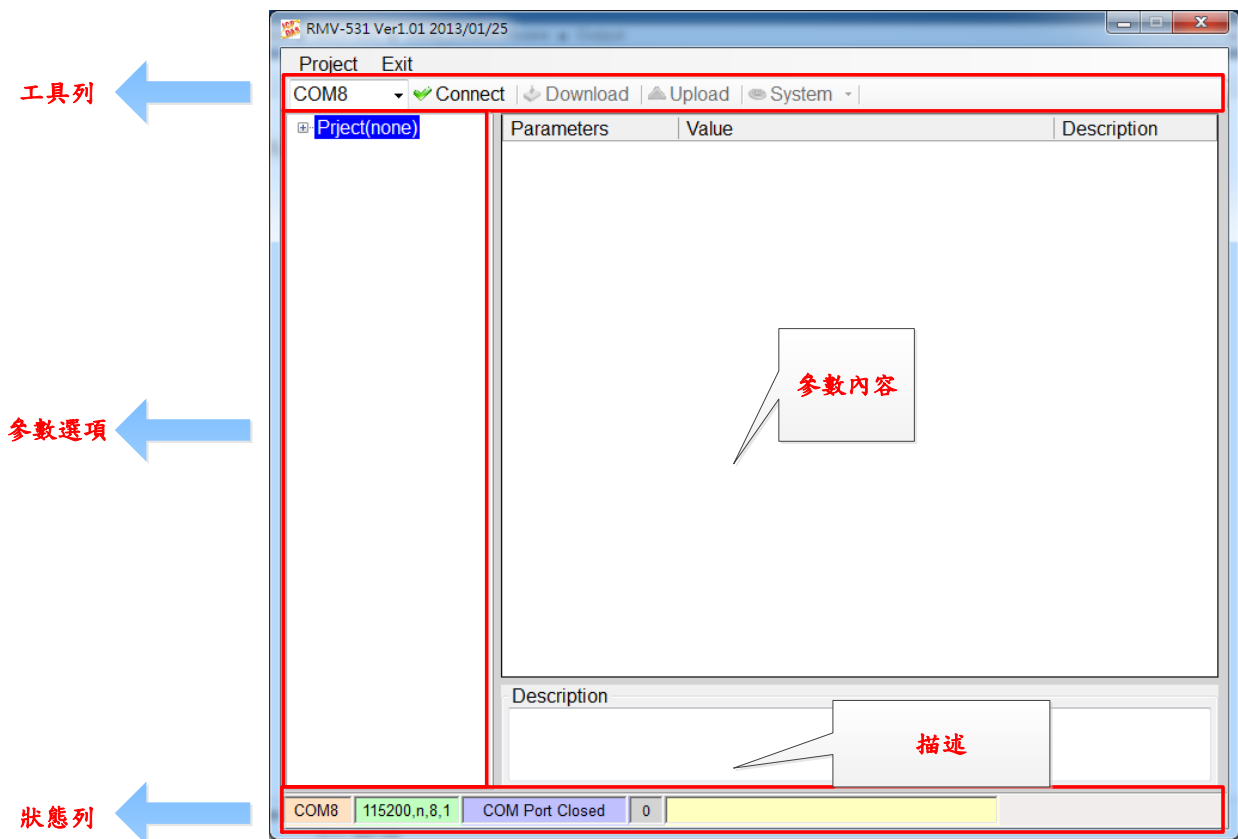 RMV-531 Ver1.01 2013/01/25
Project Exit
工具列
COM8 Connect Download Upload System
Prject(none)
Parameters Value Description
參數內容
參數選項
Description
描述
狀態列
COM8 115200,n,8,1 COM Port Closed 0